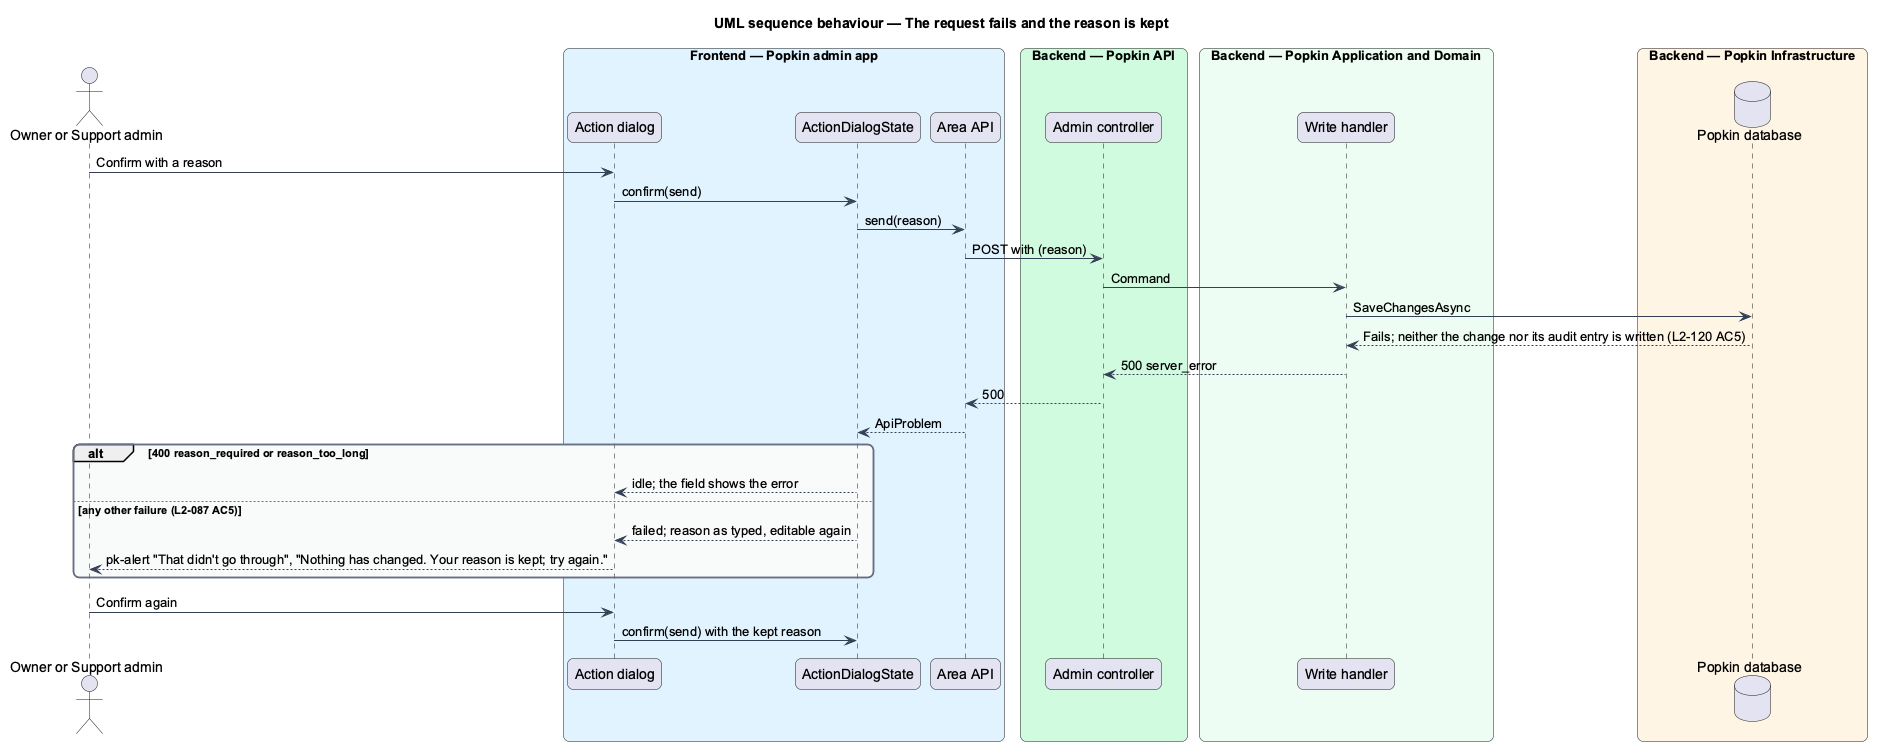 UML sequence behaviour — The request fails and the reason is kept
Frontend — Popkin admin app
Backend — Popkin API
Backend — Popkin Application and Domain
Backend — Popkin Infrastructure
Owner or Support admin
Action dialog
ActionDialogState
Area API
Admin controller
Write handler
Popkin database
Confirm with a reason
confirm(send)
send(reason)
POST with (reason)
Command
SaveChangesAsync
Fails; neither the change nor its audit entry is written (L2-120 AC5)
500 server_error
500
ApiProblem
alt
[400 reason_required or reason_too_long]
idle; the field shows the error
[any other failure (L2-087 AC5)]
failed; reason as typed, editable again
pk-alert "That didn't go through", "Nothing has changed. Your reason is kept; try again."
Confirm again
confirm(send) with the kept reason
Owner or Support admin
Action dialog
ActionDialogState
Area API
Admin controller
Write handler
Popkin database